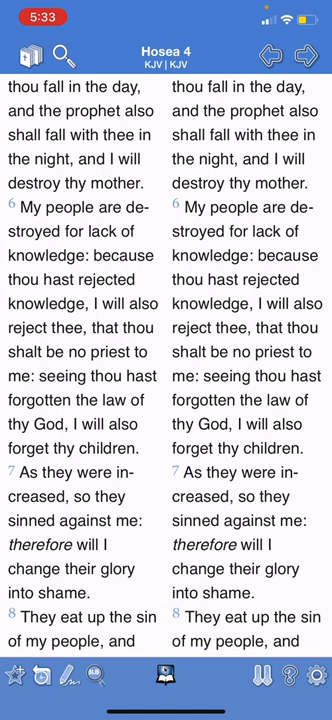 5:33
Hosea 4
KJV | KJV
thou fall in the day,
and the prophet also
shall fall with thee in
the night, and I will
destroy thy mother.
6 My people are de-
stroyed for lack of
knowledge: because
thou hast rejected
knowledge, I will also
reject thee, that thou
shalt be no priest to
me: seeing thou hast
forgotten the law of
thy God, I will also
forget thy children.
7 As they were in-
creased, so they
sinned against me:
therefore will I
change their glory
into shame.
8 They eat up the sin
of my people, and
thou fall in the day,
and the prophet also
shall fall with thee in
the night, and I will
destroy thy mother.
6 My people are de-
stroyed for lack of
knowledge: because
thou hast rejected
knowledge, I will also
reject thee, that thou
shalt be no priest to
me: seeing thou hast
forgotten the law of
thy God, I will also
forget thy children.
7 As they were in-
creased, so they
sinned against me:
therefore will I
change their glory
into shame.
8 They eat up the sin
of my people, and
BLB